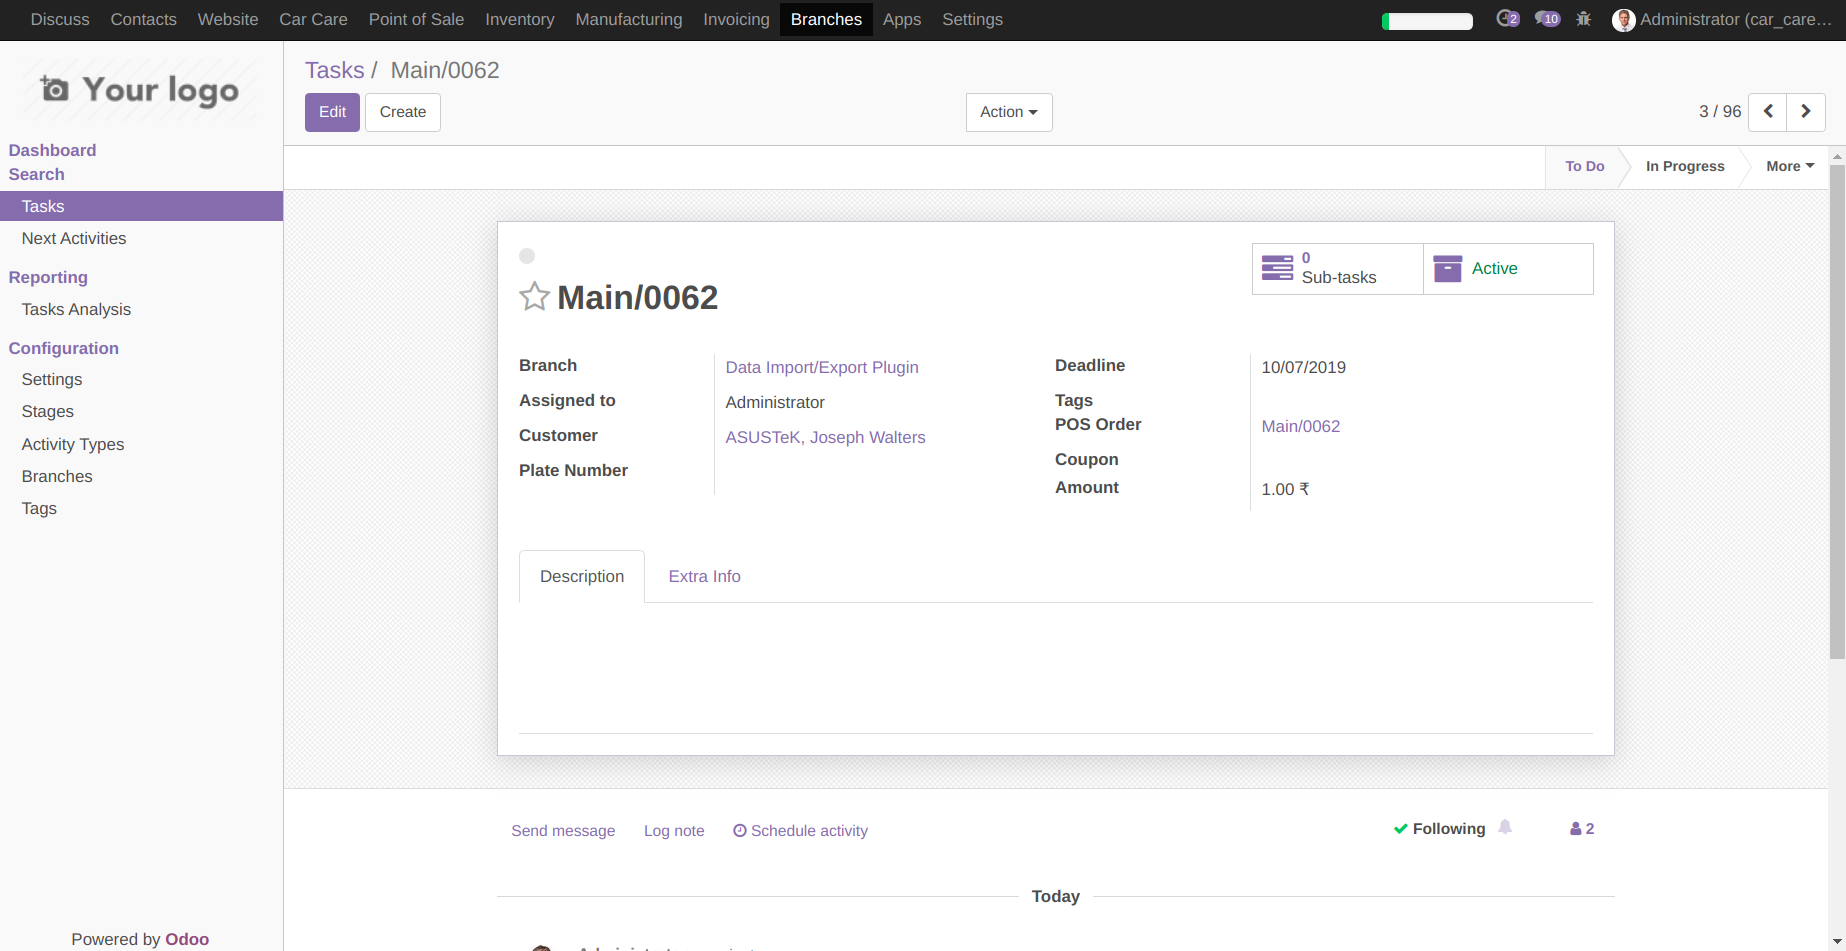 Discuss Contacts Website Car Care Point of Sale Inventory Manufacturing Invoicing Branches Apps Settings 2 10 Administrator (car_care...
Your logo
Tasks / Main/0062
Edit Create Action 3 / 96
Dashboard
Search
Tasks
Next Activities
Reporting
Tasks Analysis
Configuration
Settings
Stages
Activity Types
Branches
Tags
Powered by Odoo
To Do In Progress More
0
Sub-tasks
Active
Main/0062
Branch Data Import/Export Plugin
Assigned to Administrator
Customer ASUSTeK, Joseph Walters
Plate Number
Deadline 10/07/2019
Tags
POS Order Main/0062
Coupon
Amount 1.00 ₹
Description Extra Info
Send message Log note Schedule activity Following 2
Today